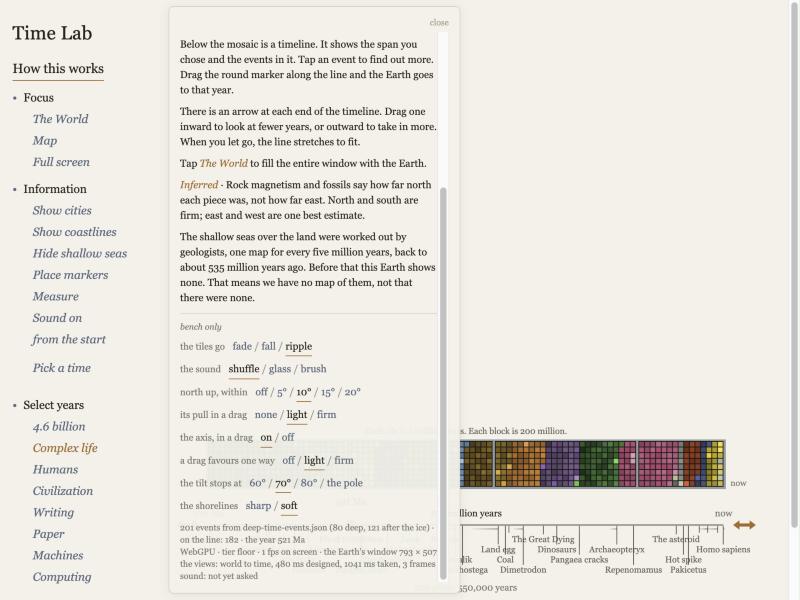 Time Lab
How this works
• Focus
The World
Map
Full screen
• Information
Show cities
Show coastlines
Hide shallow seas
Place markers
Measure
Sound on
from the start
Pick a time
• Select years
4.6 billion
Complex life
Humans
Civilization
Writing
Paper
Machines
Computing
close
Below the mosaic is a timeline. It shows the span you
chose and the events in it. Tap an event to find out more.
Drag the round marker along the line and the Earth goes
to that year.
There is an arrow at each end of the timeline. Drag one
inward to look at fewer years, or outward to take in more.
When you let go, the line stretches to fit.
Tap The World to fill the entire window with the Earth.
Inferred · Rock magnetism and fossils say how far north
each piece was, not how far east. North and south are
firm; east and west are one best estimate.
The shallow seas over the land were worked out by
geologists, one map for every five million years, back to
about 535 million years ago. Before that this Earth shows
none. That means we have no map of them, not that
there were none.
bench only
the tiles go fade / fall / ripple
the sound shuffle / glass / brush
north up, within off / 5° / 10° / 15° / 20°
its pull in a drag none / light / firm
the axis, in a drag on / off
a drag favours one way off / light / firm
the tilt stops at 60° / 70° / 80° / the pole
the shorelines sharp / soft
201 events from deep-time-events.json (80 deep, 121 after the ice) ·
on the line: 182 · the year 521 Ma
WebGPU · tier floor · 1 fps on screen · the Earth's window 793 × 507
the views: world to time, 480 ms designed, 1041 ms taken, 3 frames
sound: not yet asked
s. Each block is 200 million.
now
llion years
now
The Great Dying
The asteroid
Land egg
Dinosaurs
Archaeopteryx
Homo sapiens
lik
Coal
Pangaea cracks
Hot spike
hostega
Dimetrodon
Repenomamus
Pakicetus
550,000 years